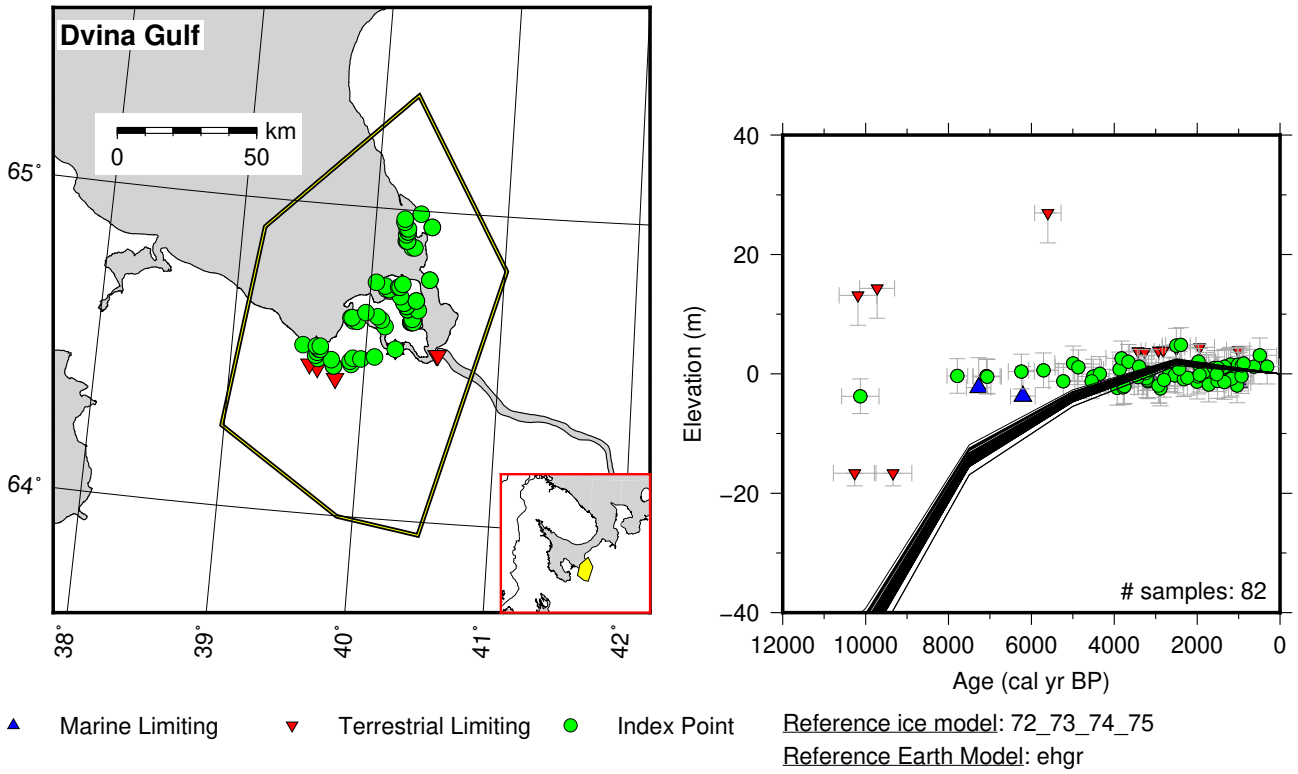 Dvina Gulf
km
0 50
65°
64°
38° 39° 40° 41° 42°
40
20
0
−20
−40
Elevation (m)
# samples: 82
12000 10000 8000 6000 4000 2000 0
Age (cal yr BP)
Marine Limiting Terrestrial Limiting Index Point
Reference ice model: 72_73_74_75
Reference Earth Model: ehgr